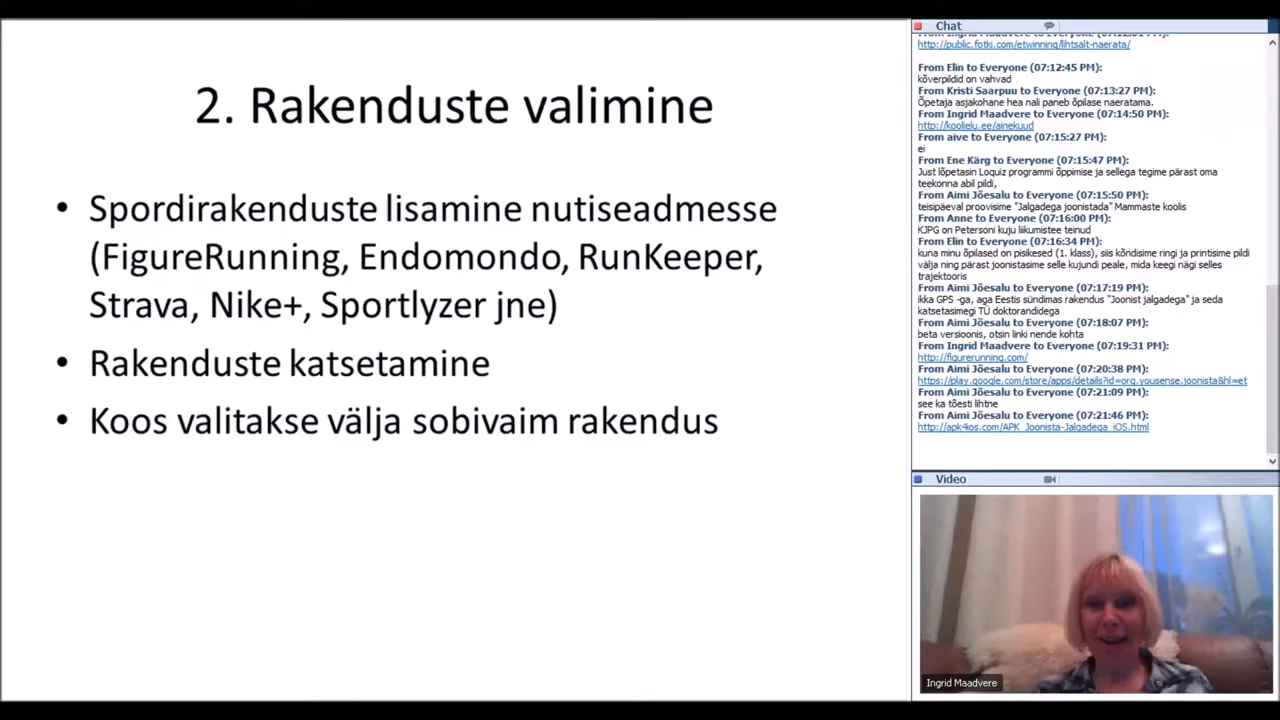 2. Rakenduste valimine
• Spordirakenduste lisamine nutiseadmesse
(FigureRunning, Endomondo, RunKeeper,
Strava, Nike+, Sportlyzer jne)
• Rakenduste katsetamine
• Koos valitakse välja sobivaim rakendus
Chat
From Ingrid Maadvere to Everyone (07:12:01 PM):
http://public.fotki.com/etwinning/lihtsalt-naerata/
From Elin to Everyone (07:12:45 PM):
kõverpildid on vahvad
From Kristi Saarpuu to Everyone (07:13:27 PM):
Õpetaja asjakohane hea nali paneb õpilase naeratama.
From Ingrid Maadvere to Everyone (07:14:50 PM):
http://koolielu.ee/ainekuud
From aive to Everyone (07:15:27 PM):
ei
From Ene Kärg to Everyone (07:15:47 PM):
Just lõpetasin Loquiz programmi õppimise ja sellega tegime pärast oma
teekonna abil pildi,
From Aimi Jõesalu to Everyone (07:15:50 PM):
teisipäeval proovisime "Jalgadega joonistada" Mammaste koolis
From Anne to Everyone (07:16:00 PM):
KJPG on Petersoni kuju liikumistee teinud
From Elin to Everyone (07:16:34 PM):
kuna minu õpilased on pisikesed (1. klass), siis kõndisime ringi ja printisime pildi
välja ning pärast joonistasime selle kujundi peale, mida keegi nägi selles
trajektooris
From Aimi Jõesalu to Everyone (07:17:19 PM):
ikka GPS -ga, aga Eestis sündimas rakendus "Joonist jalgadega" ja seda
katsetasimegi TÜ doktorandidega
From Aimi Jõesalu to Everyone (07:18:07 PM):
beta versioonis, otsin linki nende kohta
From Ingrid Maadvere to Everyone (07:19:31 PM):
http://figurerunning.com/
From Aimi Jõesalu to Everyone (07:20:38 PM):
https://play.google.com/store/apps/details?id=org.yousense.joonista&hl=et
From Aimi Jõesalu to Everyone (07:21:09 PM):
see ka tõesti lihtne
From Aimi Jõesalu to Everyone (07:21:46 PM):
http://apk4ios.com/APK_Joonista-Jalgadega_iOS.html
Video
Ingrid Maadvere